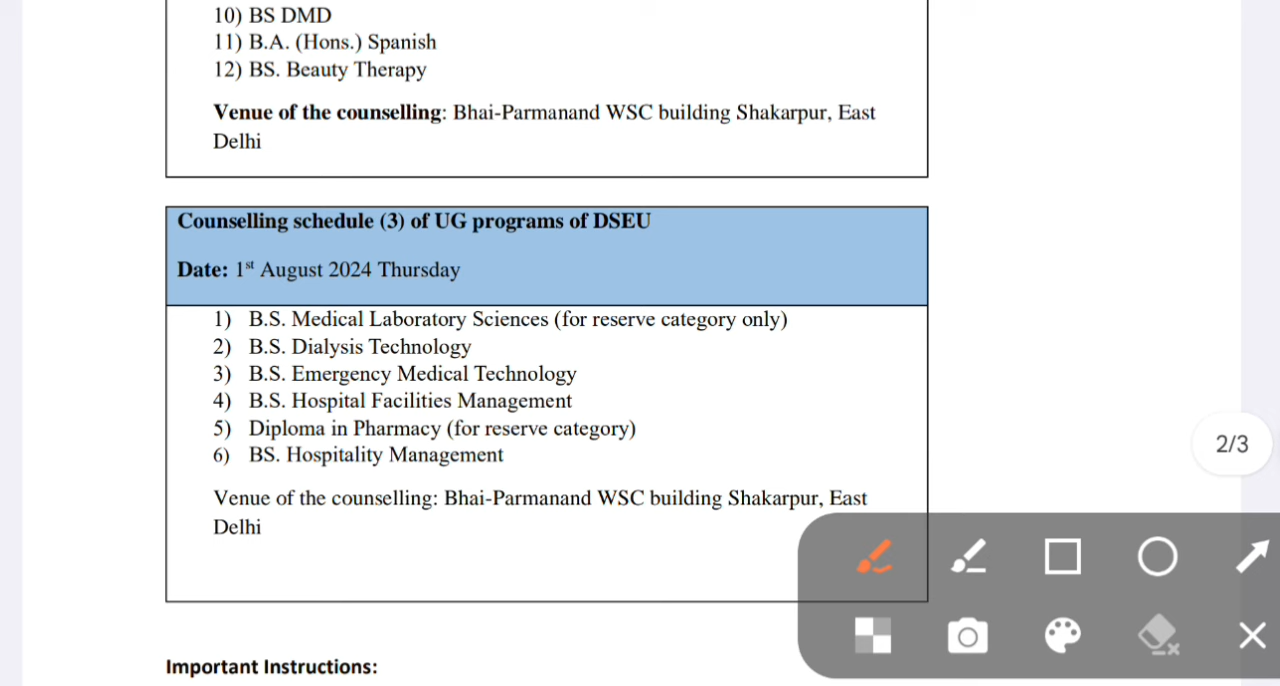 10) BS DMD
11) B.A. (Hons.) Spanish
12) BS. Beauty Therapy
Venue of the counselling: Bhai-Parmanand WSC building Shakarpur, East
Delhi
Counselling schedule (3) of UG programs of DSEU
Date: 1st August 2024 Thursday
1) B.S. Medical Laboratory Sciences (for reserve category only)
2) B.S. Dialysis Technology
3) B.S. Emergency Medical Technology
4) B.S. Hospital Facilities Management
5) Diploma in Pharmacy (for reserve category)
6) BS. Hospitality Management
2/3
Venue of the counselling: Bhai-Parmanand WSC building Shakarpur, East
Delhi
Important Instructions: